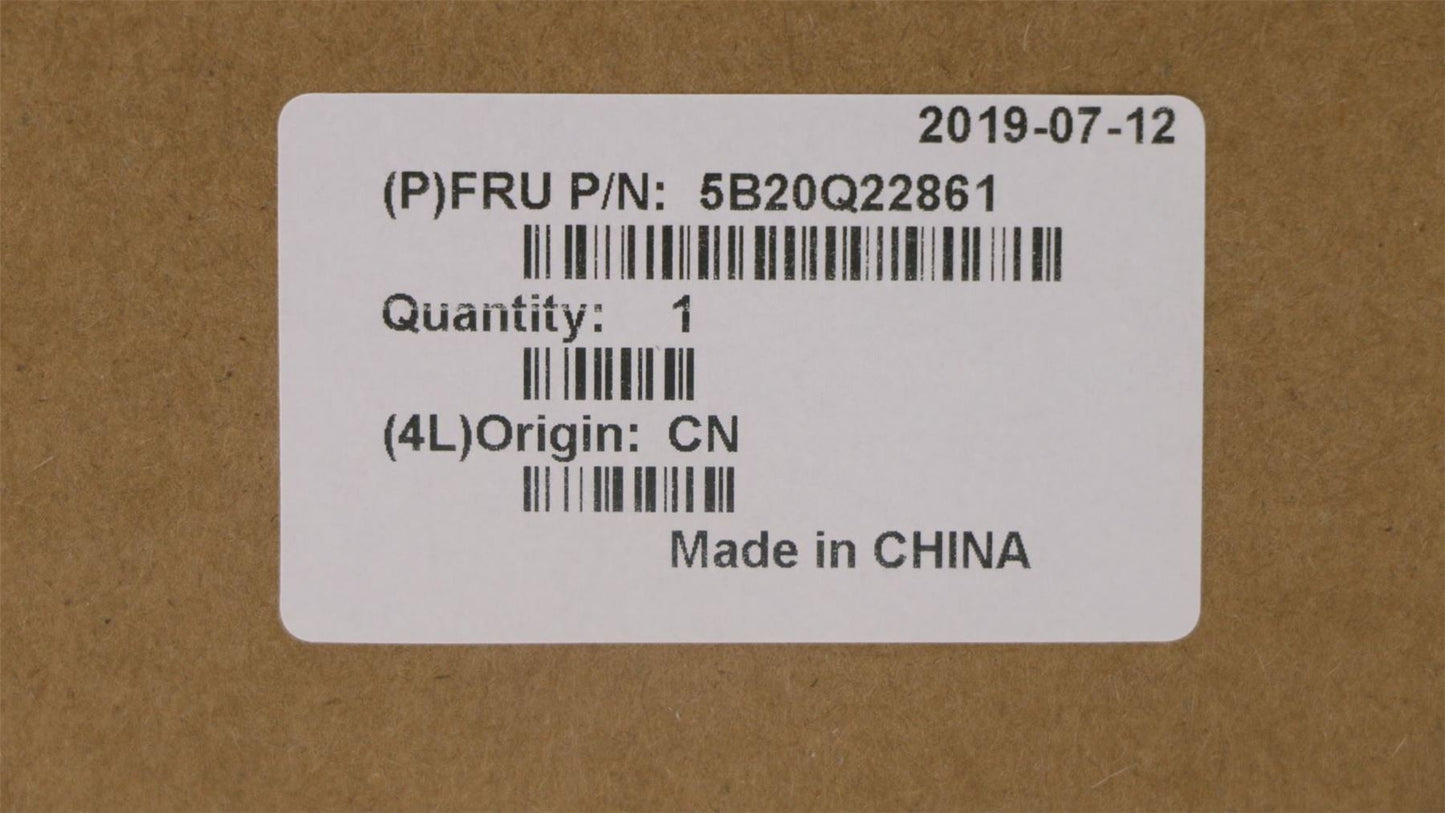 2019-07-12
(P)FRU P/N: 5B20Q22861
Quantity: 1
(4L)Origin: CN
Made in CHINA